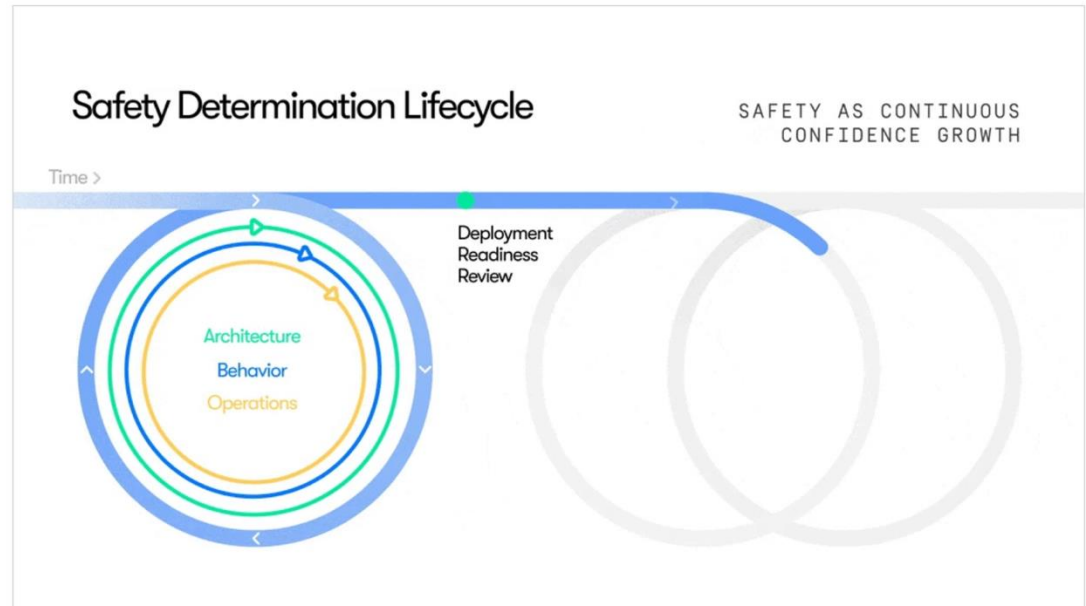 Safety Determination Lifecycle
SAFETY AS CONTINUOUS
CONFIDENCE GROWTH
Time >
Deployment
Readiness
Review
Architecture
Behavior
Operations